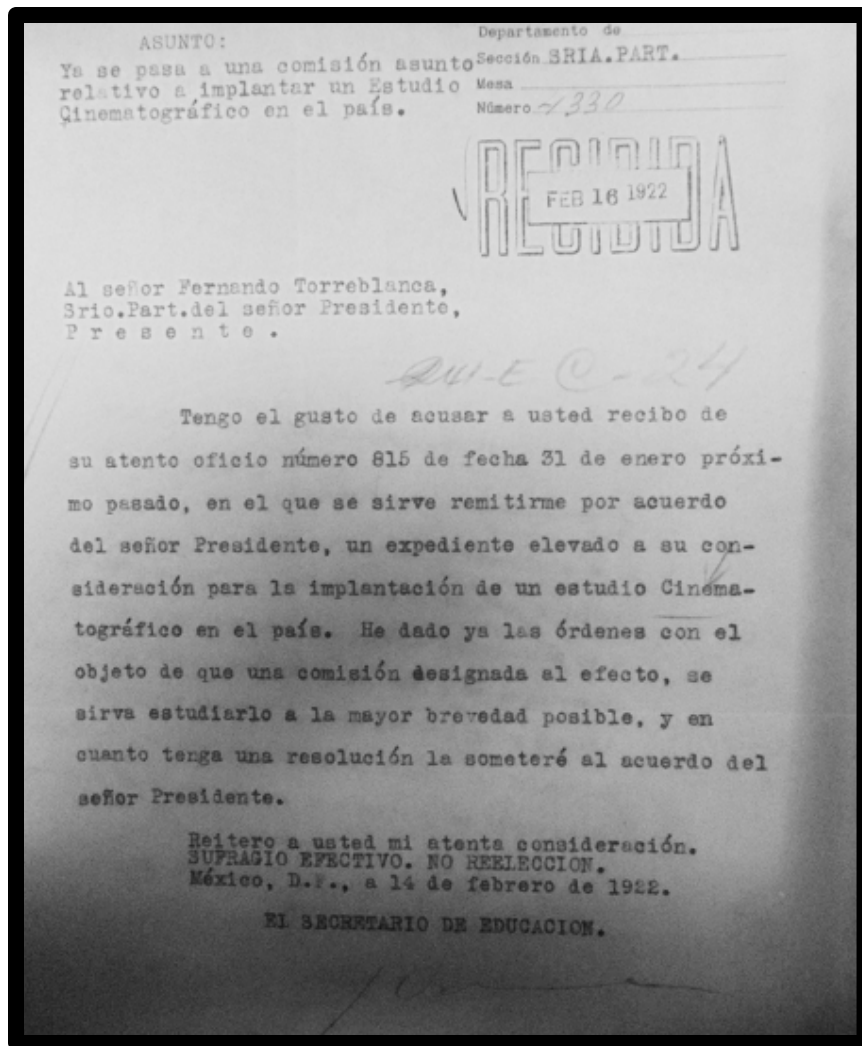 ASUNTO:
Ya se pasa a una comisión asunto
relativo a implantar un Estudio
Cinematográfico en el país.
Departamento de
Sección SRIA.PART.
Mesa
Número 1330
RECIBIDA
FEB 16 1922
Al señor Fernando Torreblanca,
Srio.Part.del señor Presidente,
P r e s e n t e .
241-E C-24
Tengo el gusto de acusar a usted recibo de
su atento oficio número 815 de fecha 31 de enero próxi-
mo pasado, en el que se sirve remitirme por acuerdo
del señor Presidente, un expediente elevado a su con-
sideración para la implantación de un estudio Cinema-
tográfico en el país. He dado ya las órdenes con el
objeto de que una comisión designada al efecto, se
sirva estudiarlo a la mayor brevedad posible, y en
cuanto tenga una resolución la someteré al acuerdo del
señor Presidente.
Reitero a usted mi atenta consideración.
SUFRAGIO EFECTIVO. NO REELECCION.
México, D.F., a 14 de febrero de 1922.
El SECRETARIO DE EDUCACION.